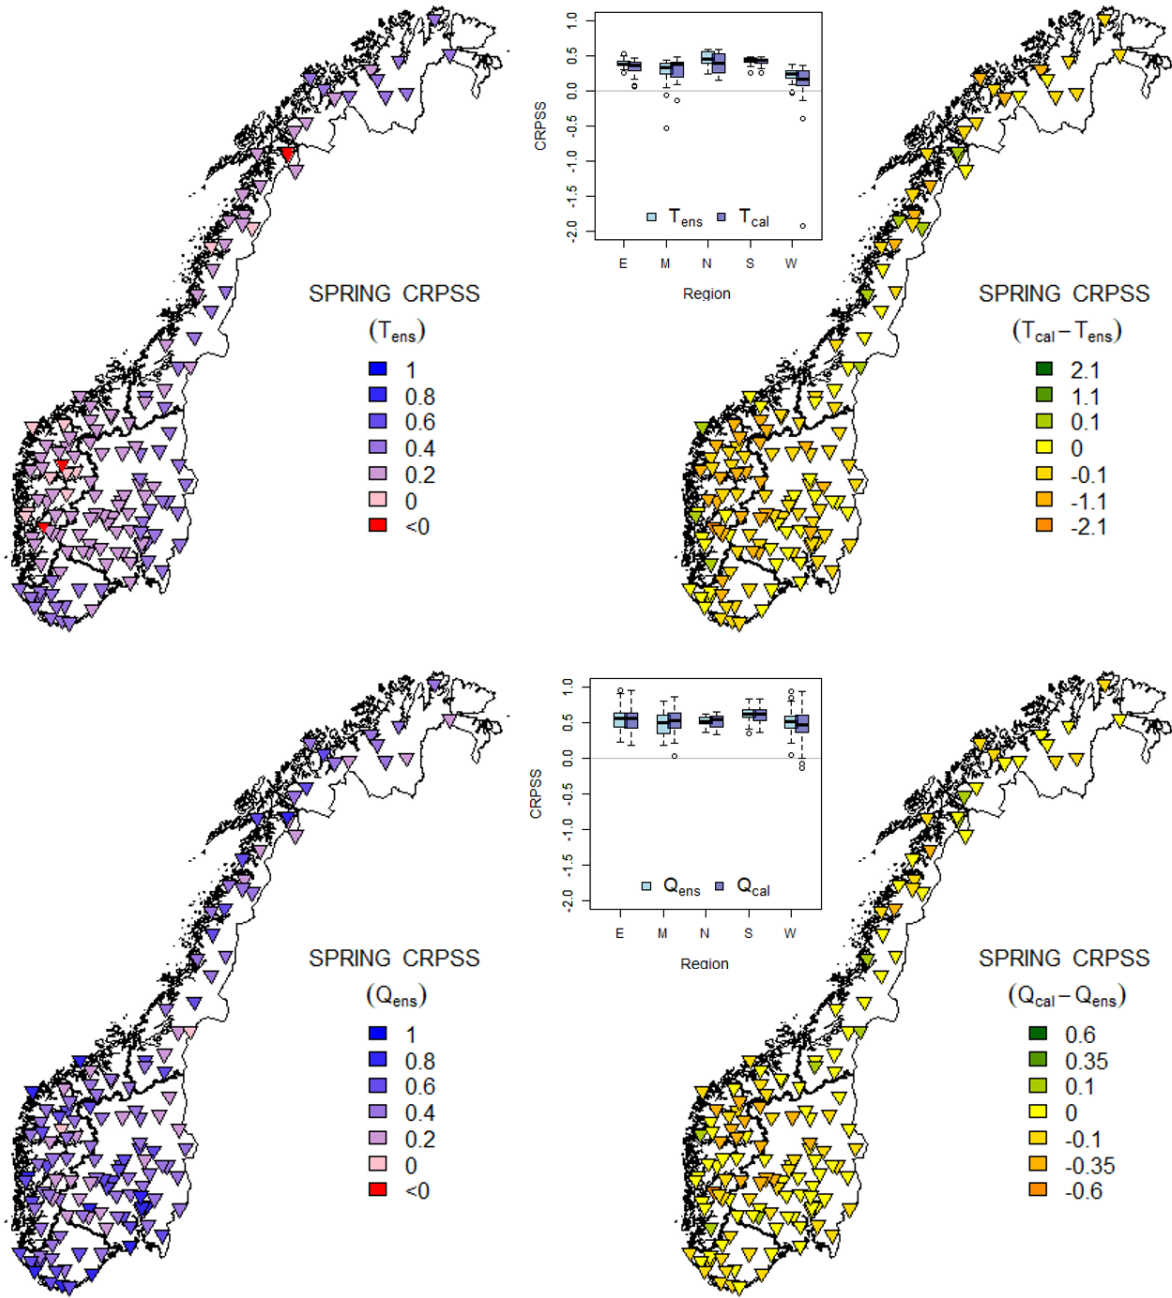 1.0
0.5
0.0
-0.5
-1.0
-1.5
-2.0
CRPSS
Tens Tcal
E M N S W
Region
SPRING CRPSS
(Tens)
1
0.8
0.6
0.4
0.2
0
<0
SPRING CRPSS
(Tcal – Tens)
2.1
1.1
0.1
0
-0.1
-1.1
-2.1
1.0
0.5
0.0
-0.5
-1.0
-1.5
-2.0
CRPSS
Qens Qcal
E M N S W
Region
SPRING CRPSS
(Qens)
1
0.8
0.6
0.4
0.2
0
<0
SPRING CRPSS
(Qcal – Qens)
0.6
0.35
0.1
0
-0.1
-0.35
-0.6